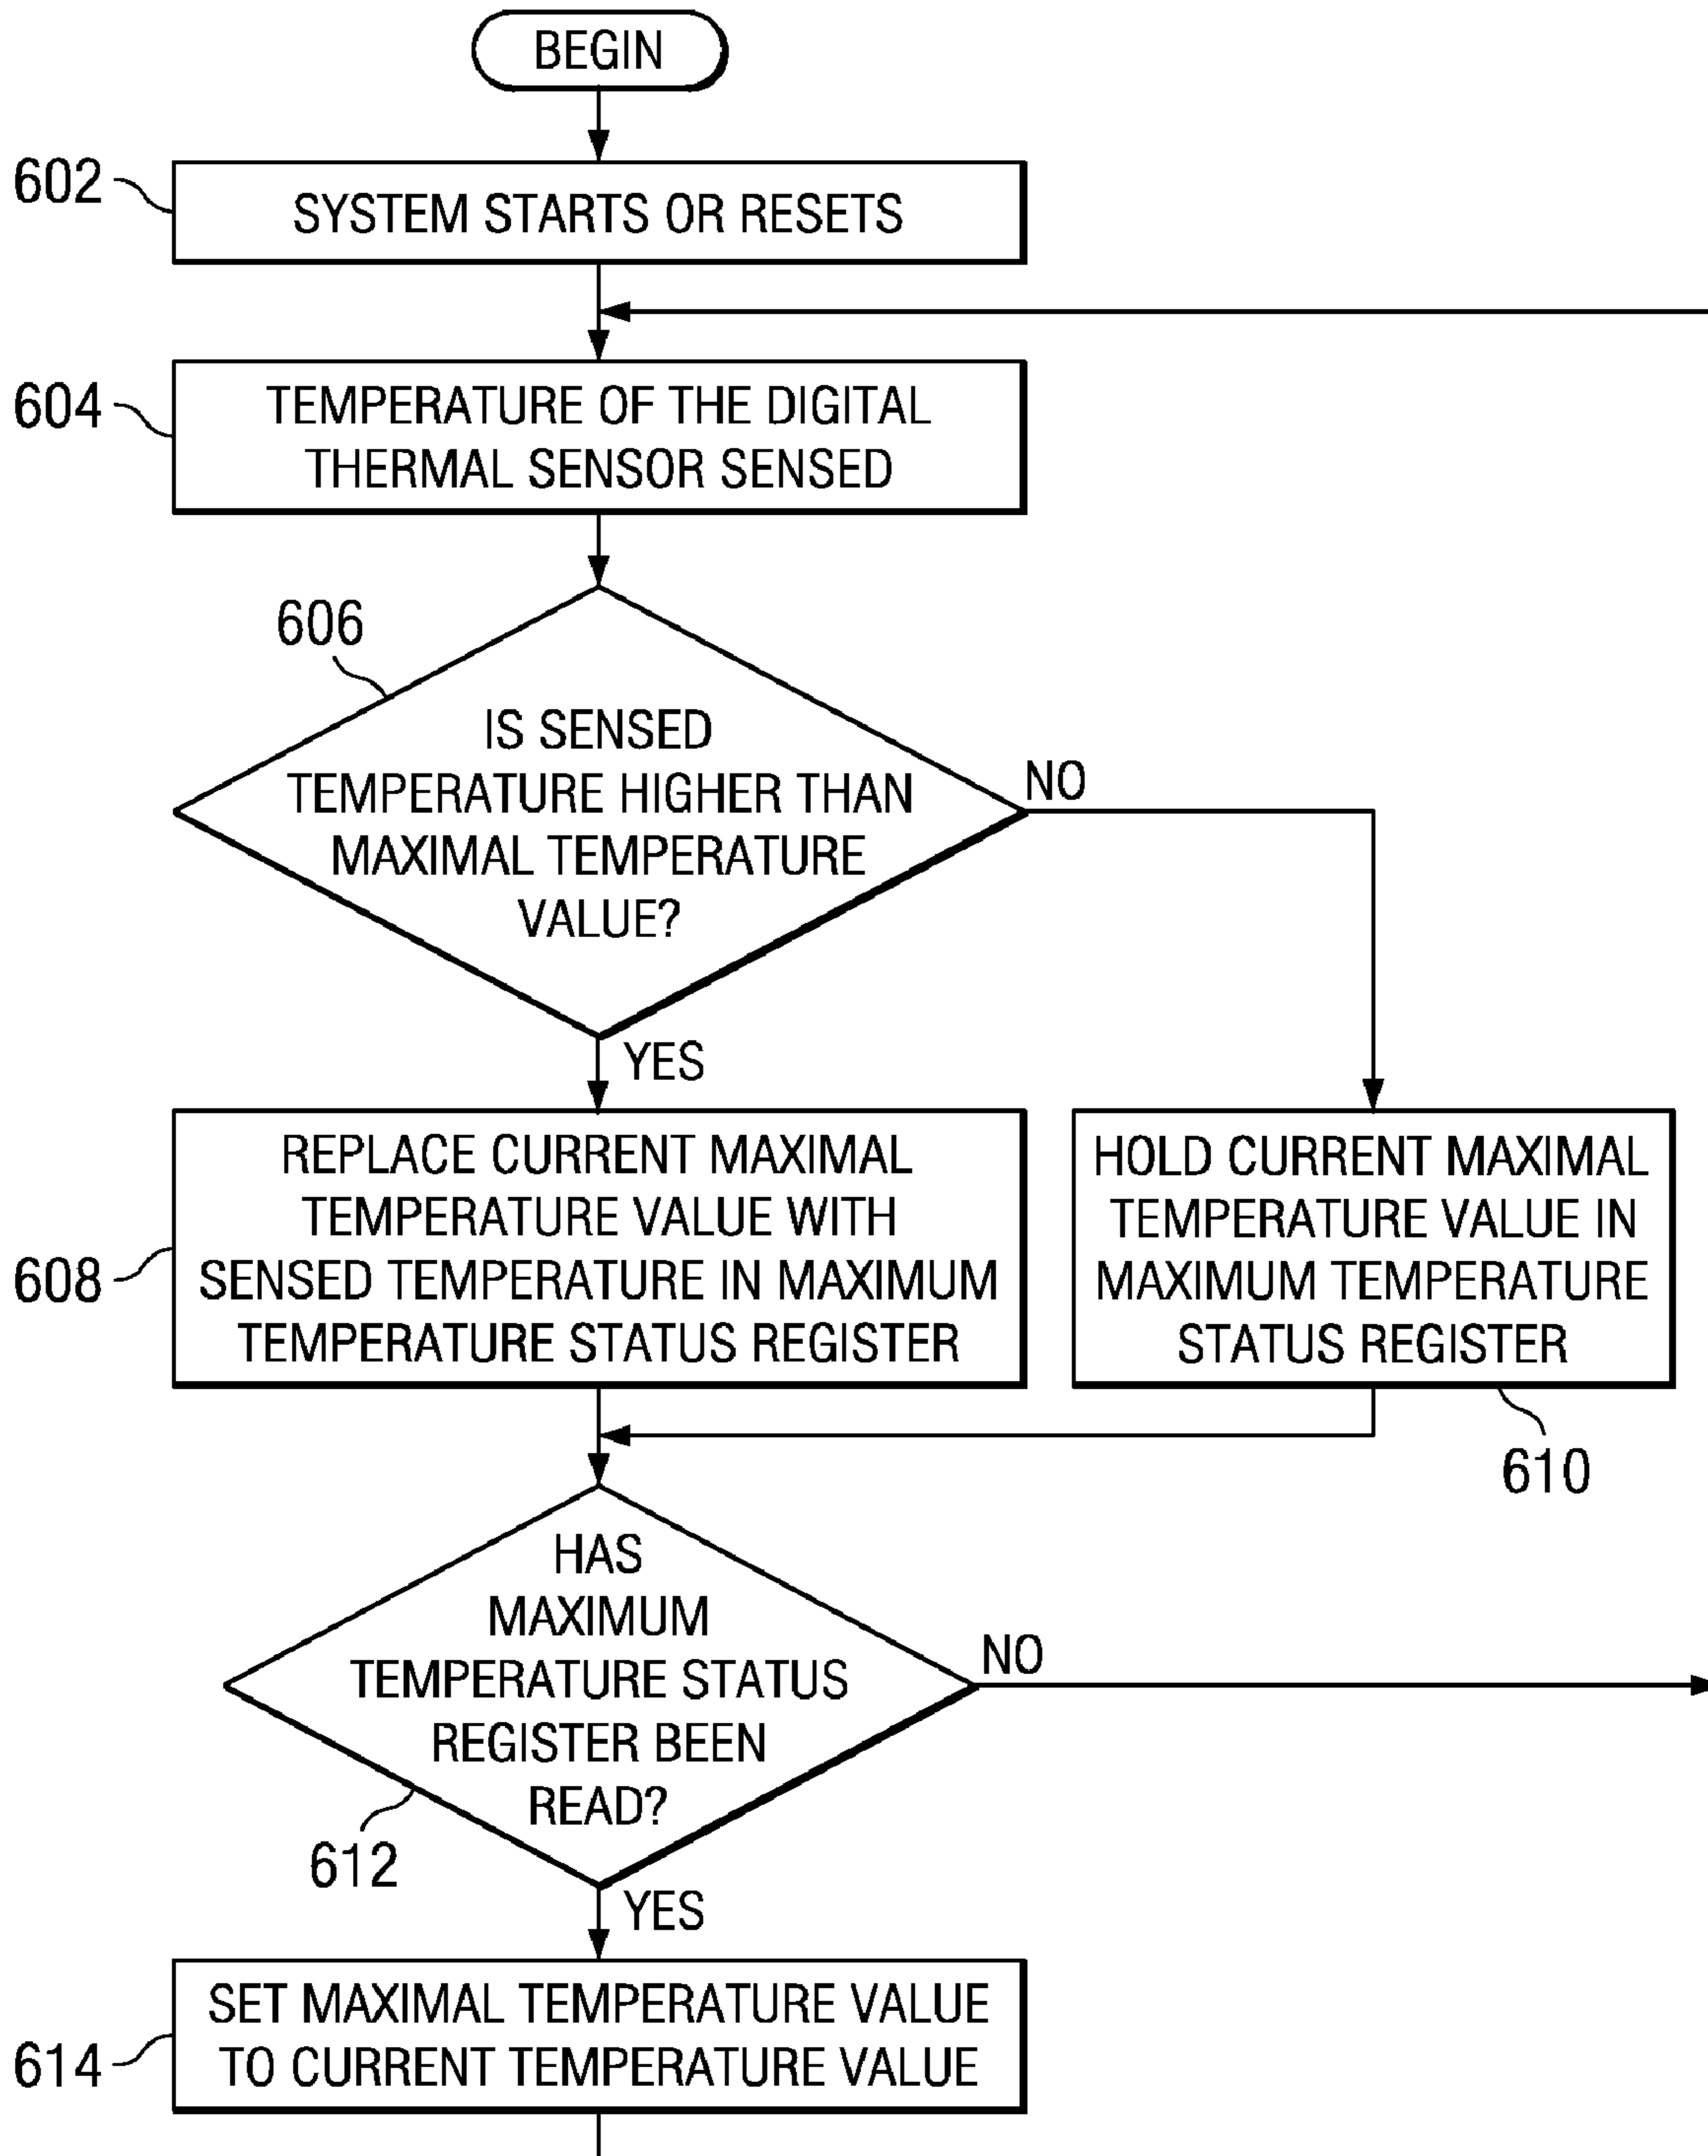 BEGIN
602
SYSTEM STARTS OR RESETS
604
TEMPERATURE OF THE DIGITAL
THERMAL SENSOR SENSED
606
IS SENSED
TEMPERATURE HIGHER THAN
MAXIMAL TEMPERATURE
VALUE?
NO
YES
608
REPLACE CURRENT MAXIMAL
TEMPERATURE VALUE WITH
SENSED TEMPERATURE IN MAXIMUM
TEMPERATURE STATUS REGISTER
HOLD CURRENT MAXIMAL
TEMPERATURE VALUE IN
MAXIMUM TEMPERATURE
STATUS REGISTER
610
HAS
MAXIMUM
TEMPERATURE STATUS
REGISTER BEEN
READ?
NO
612
YES
614
SET MAXIMAL TEMPERATURE VALUE
TO CURRENT TEMPERATURE VALUE